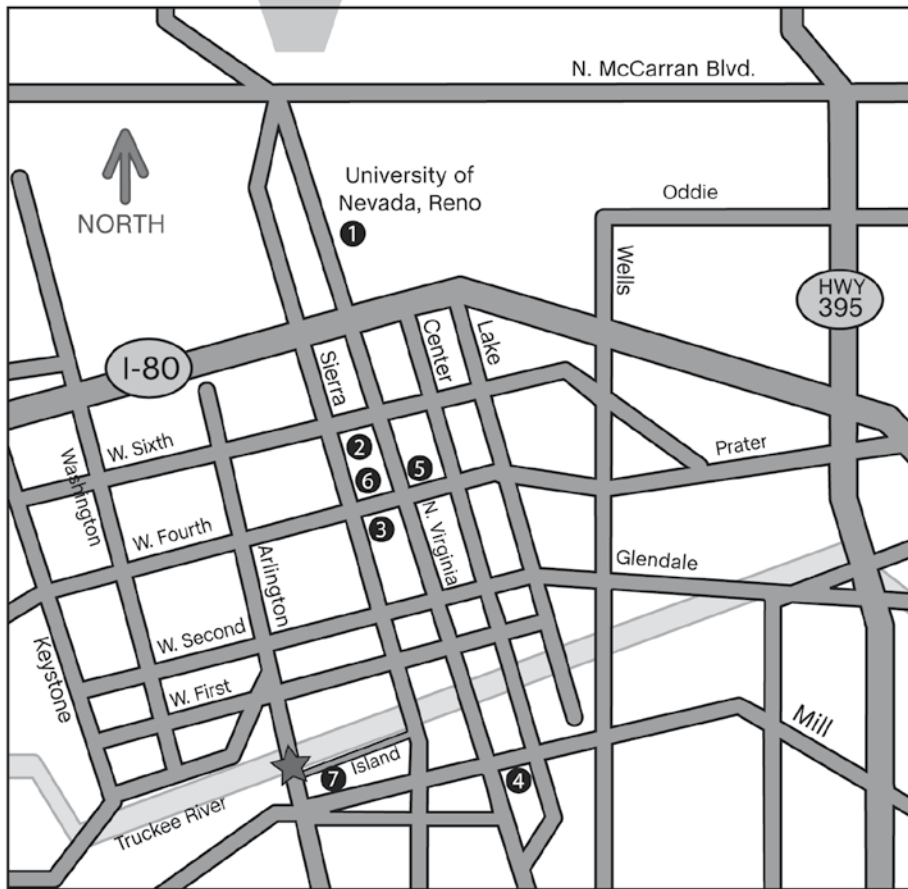 N. McCarran Blvd.
NORTH
University of
Nevada, Reno
1
Oddie
Wells
HWY
395
I-80
Sierra
Center
Lake
W. Sixth
2
6
5
Prater
Washington
W. Fourth
3
N. Virginia
Arlington
Glendale
W. Second
Keystone
W. First
Mill
Island
7
4
Truckee River